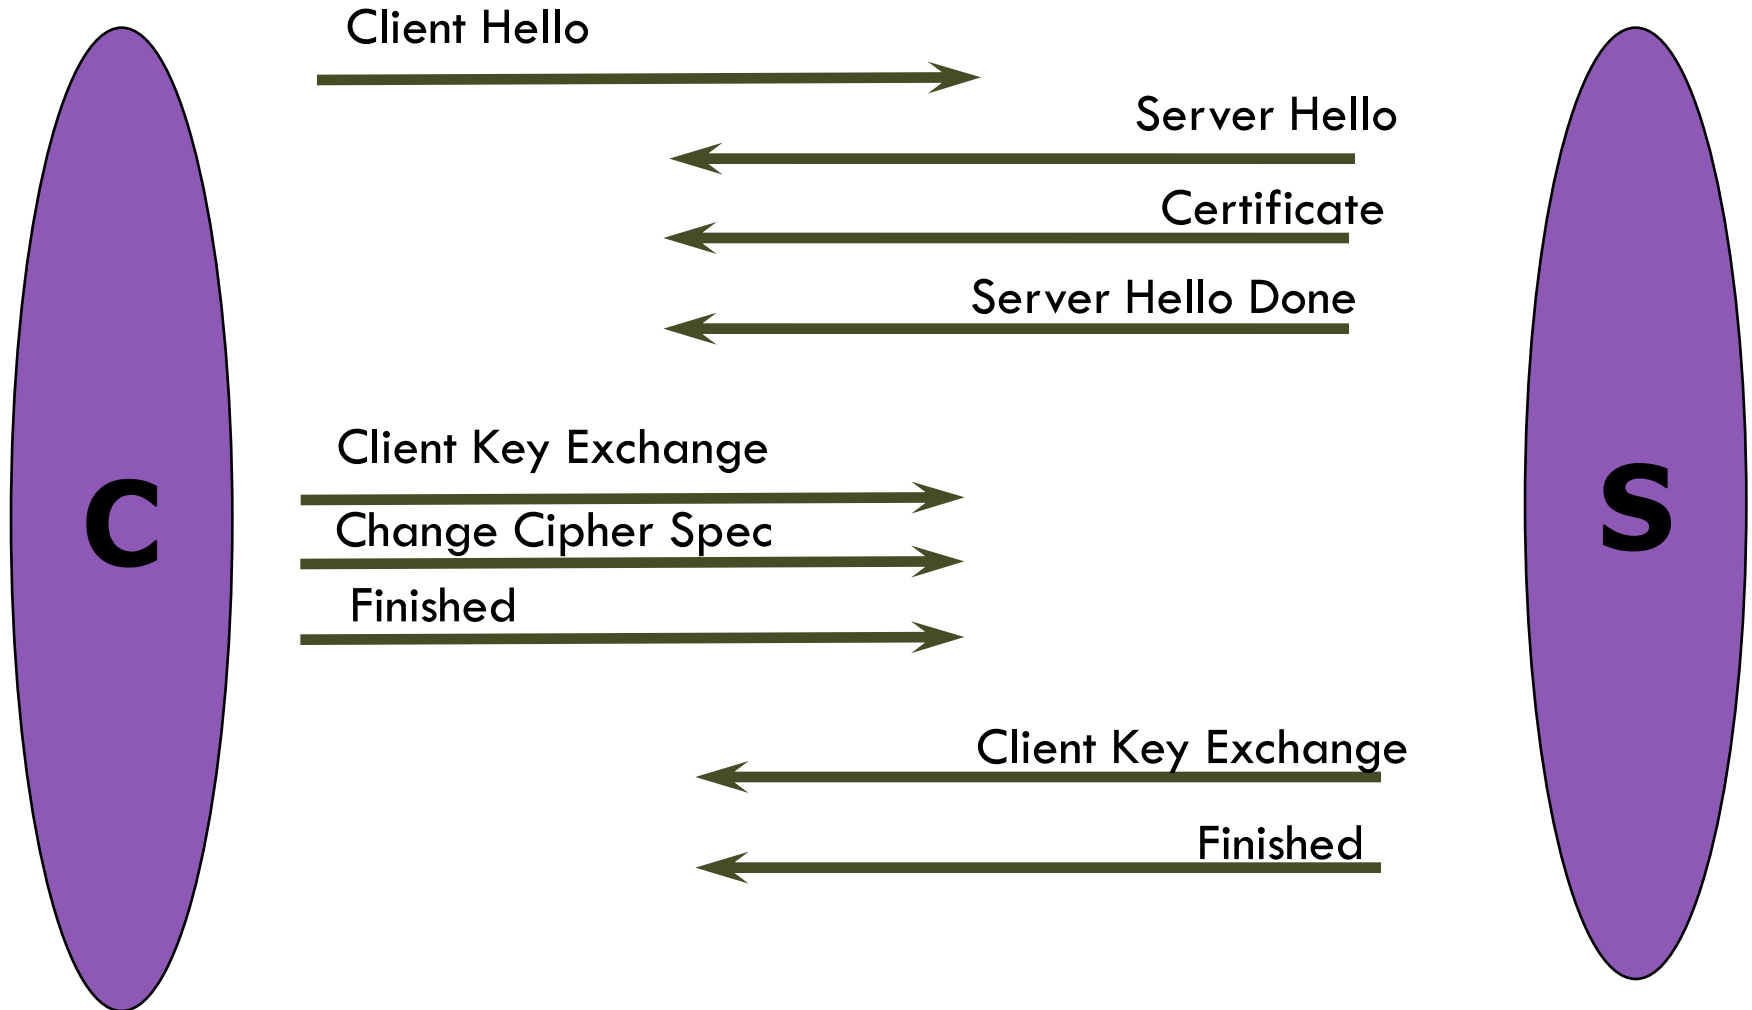 Client Hello
Server Hello
Certificate
Server Hello Done
Client Key Exchange
C
S
Change Cipher Spec
Finished
Client Key Exchange
Finished